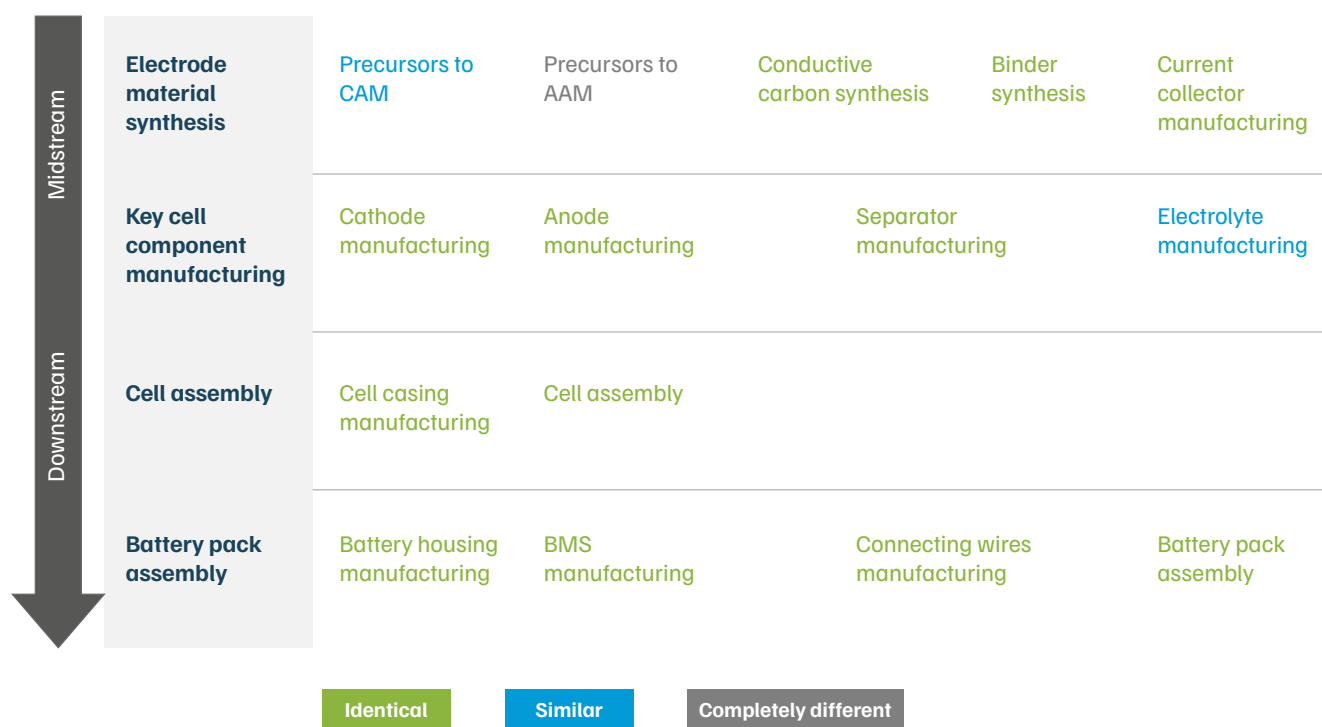 Midstream
Downstream
Electrode
material
synthesis
Precursors to
CAM
Precursors to
AAM
Conductive
carbon synthesis
Binder
synthesis
Current
collector
manufacturing
Key cell
component
manufacturing
Cathode
manufacturing
Anode
manufacturing
Separator
manufacturing
Electrolyte
manufacturing
Cell assembly
Cell casing
manufacturing
Cell assembly
Battery pack
assembly
Battery housing
manufacturing
BMS
manufacturing
Connecting wires
manufacturing
Battery pack
assembly
Identical
Similar
Completely different